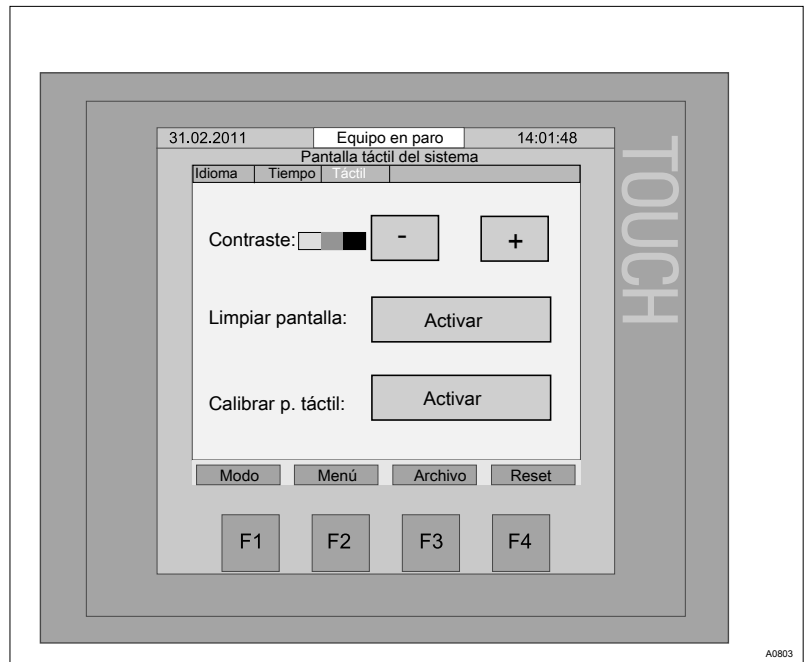 31.02.2011 Equipo en paro 14:01:48
Pantalla táctil del sistema
Idioma Tiempo Táctil
Contraste: - +
Limpiar pantalla: Activar
Calibrar p. táctil: Activar
Modo Menú Archivo Reset
F1 F2 F3 F4
TOUCH
A0803